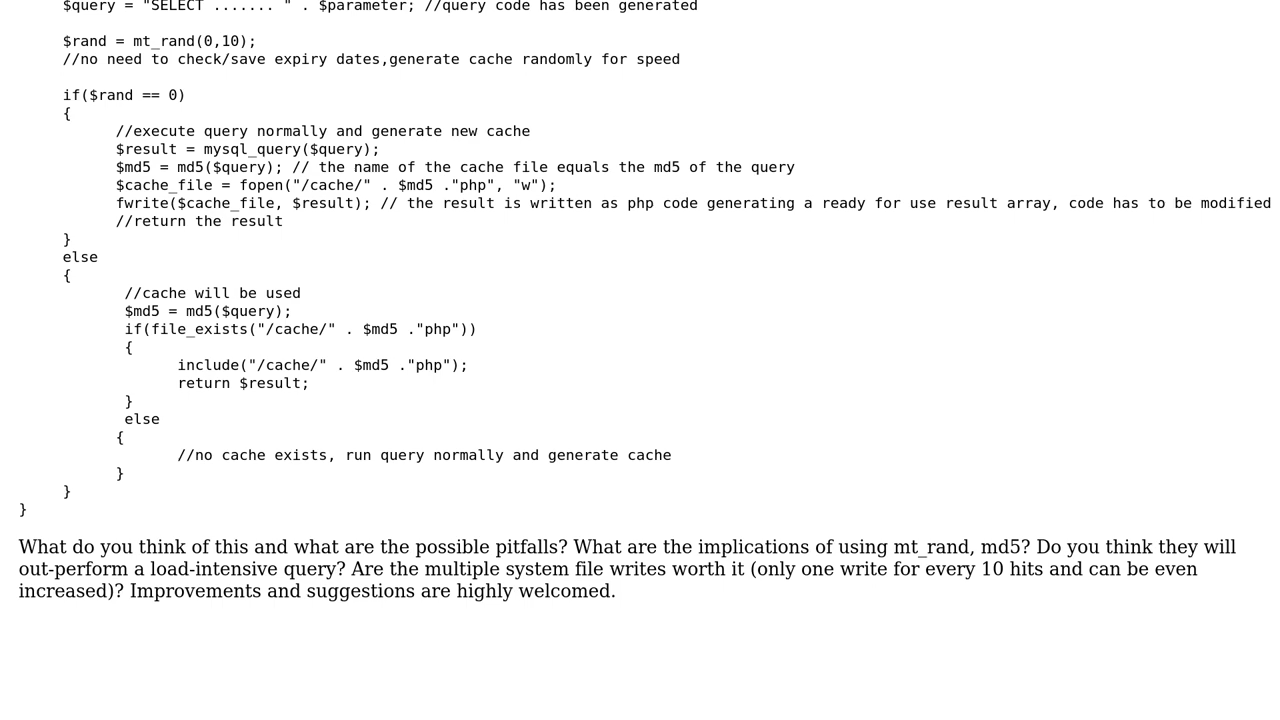 $query = "SELECT ....... " . $parameter; //query code has been generated
$rand = mt_rand(0,10);
//no need to check/save expiry dates,generate cache randomly for speed
if($rand == 0)
{
//execute query normally and generate new cache
$result = mysql_query($query);
$md5 = md5($query); // the name of the cache file equals the md5 of the query
$cache_file = fopen("/cache/" . $md5 ."php", "w");
fwrite($cache_file, $result); // the result is written as php code generating a ready for use result array, code has to be modified
//return the result
}
else
{
//cache will be used
$md5 = md5($query);
if(file_exists("/cache/" . $md5 ."php"))
{
include("/cache/" . $md5 ."php");
return $result;
}
else
{
//no cache exists, run query normally and generate cache
}
}
}
What do you think of this and what are the possible pitfalls? What are the implications of using mt_rand, md5? Do you think they will
out-perform a load-intensive query? Are the multiple system file writes worth it (only one write for every 10 hits and can be even
increased)? Improvements and suggestions are highly welcomed.